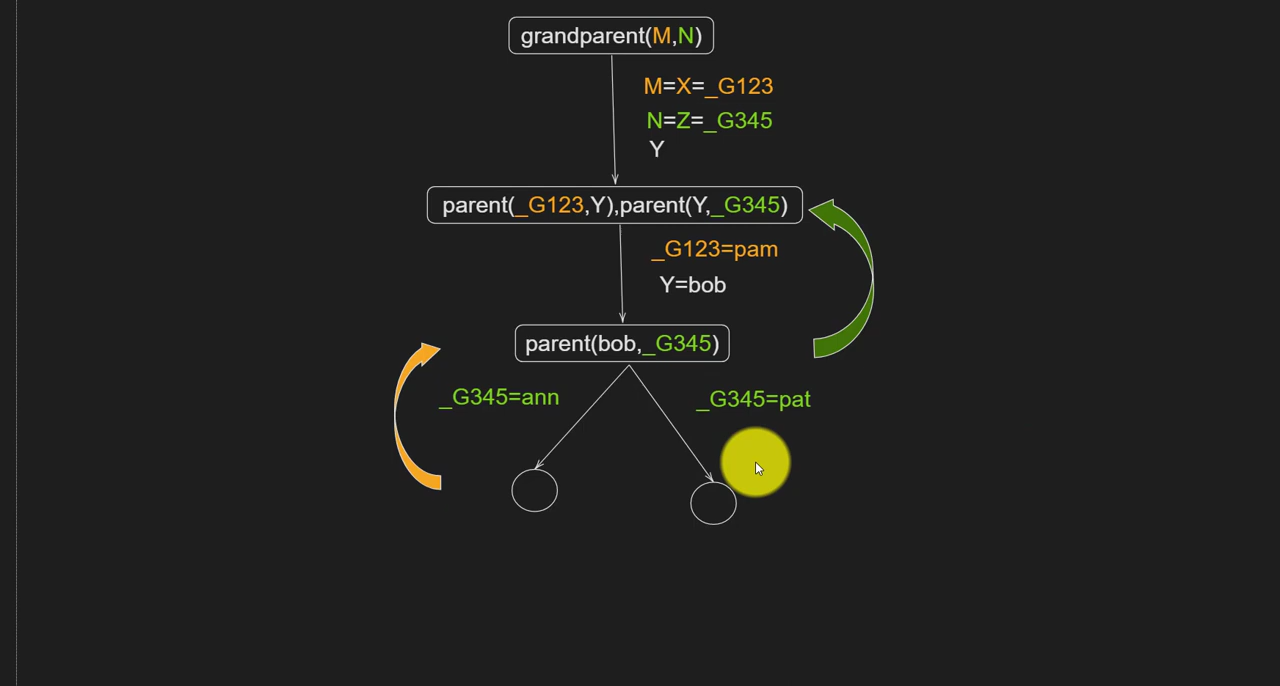 grandparent(M,N)
M=X=_G123
N=Z=_G345
Y
parent(_G123,Y),parent(Y,_G345)
_G123=pam
Y=bob
parent(bob,_G345)
_G345=ann
_G345=pat